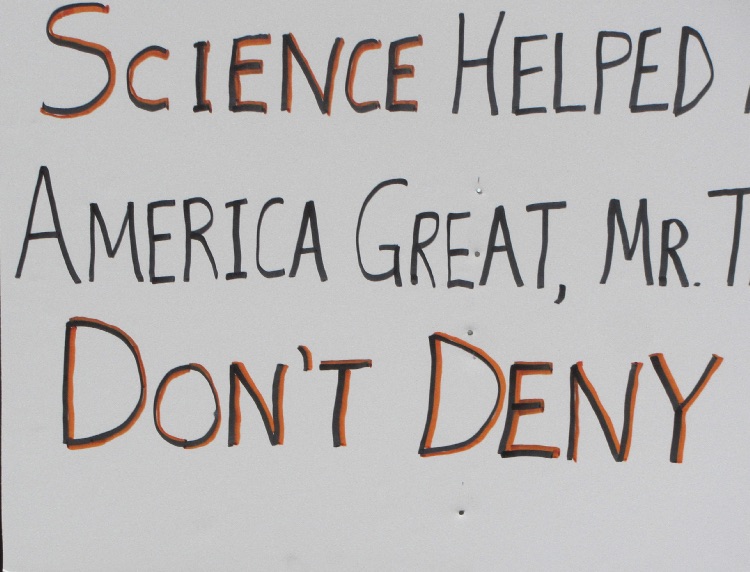 SCIENCE HELPED
AMERICA GREAT, MR. T
DON'T DENY